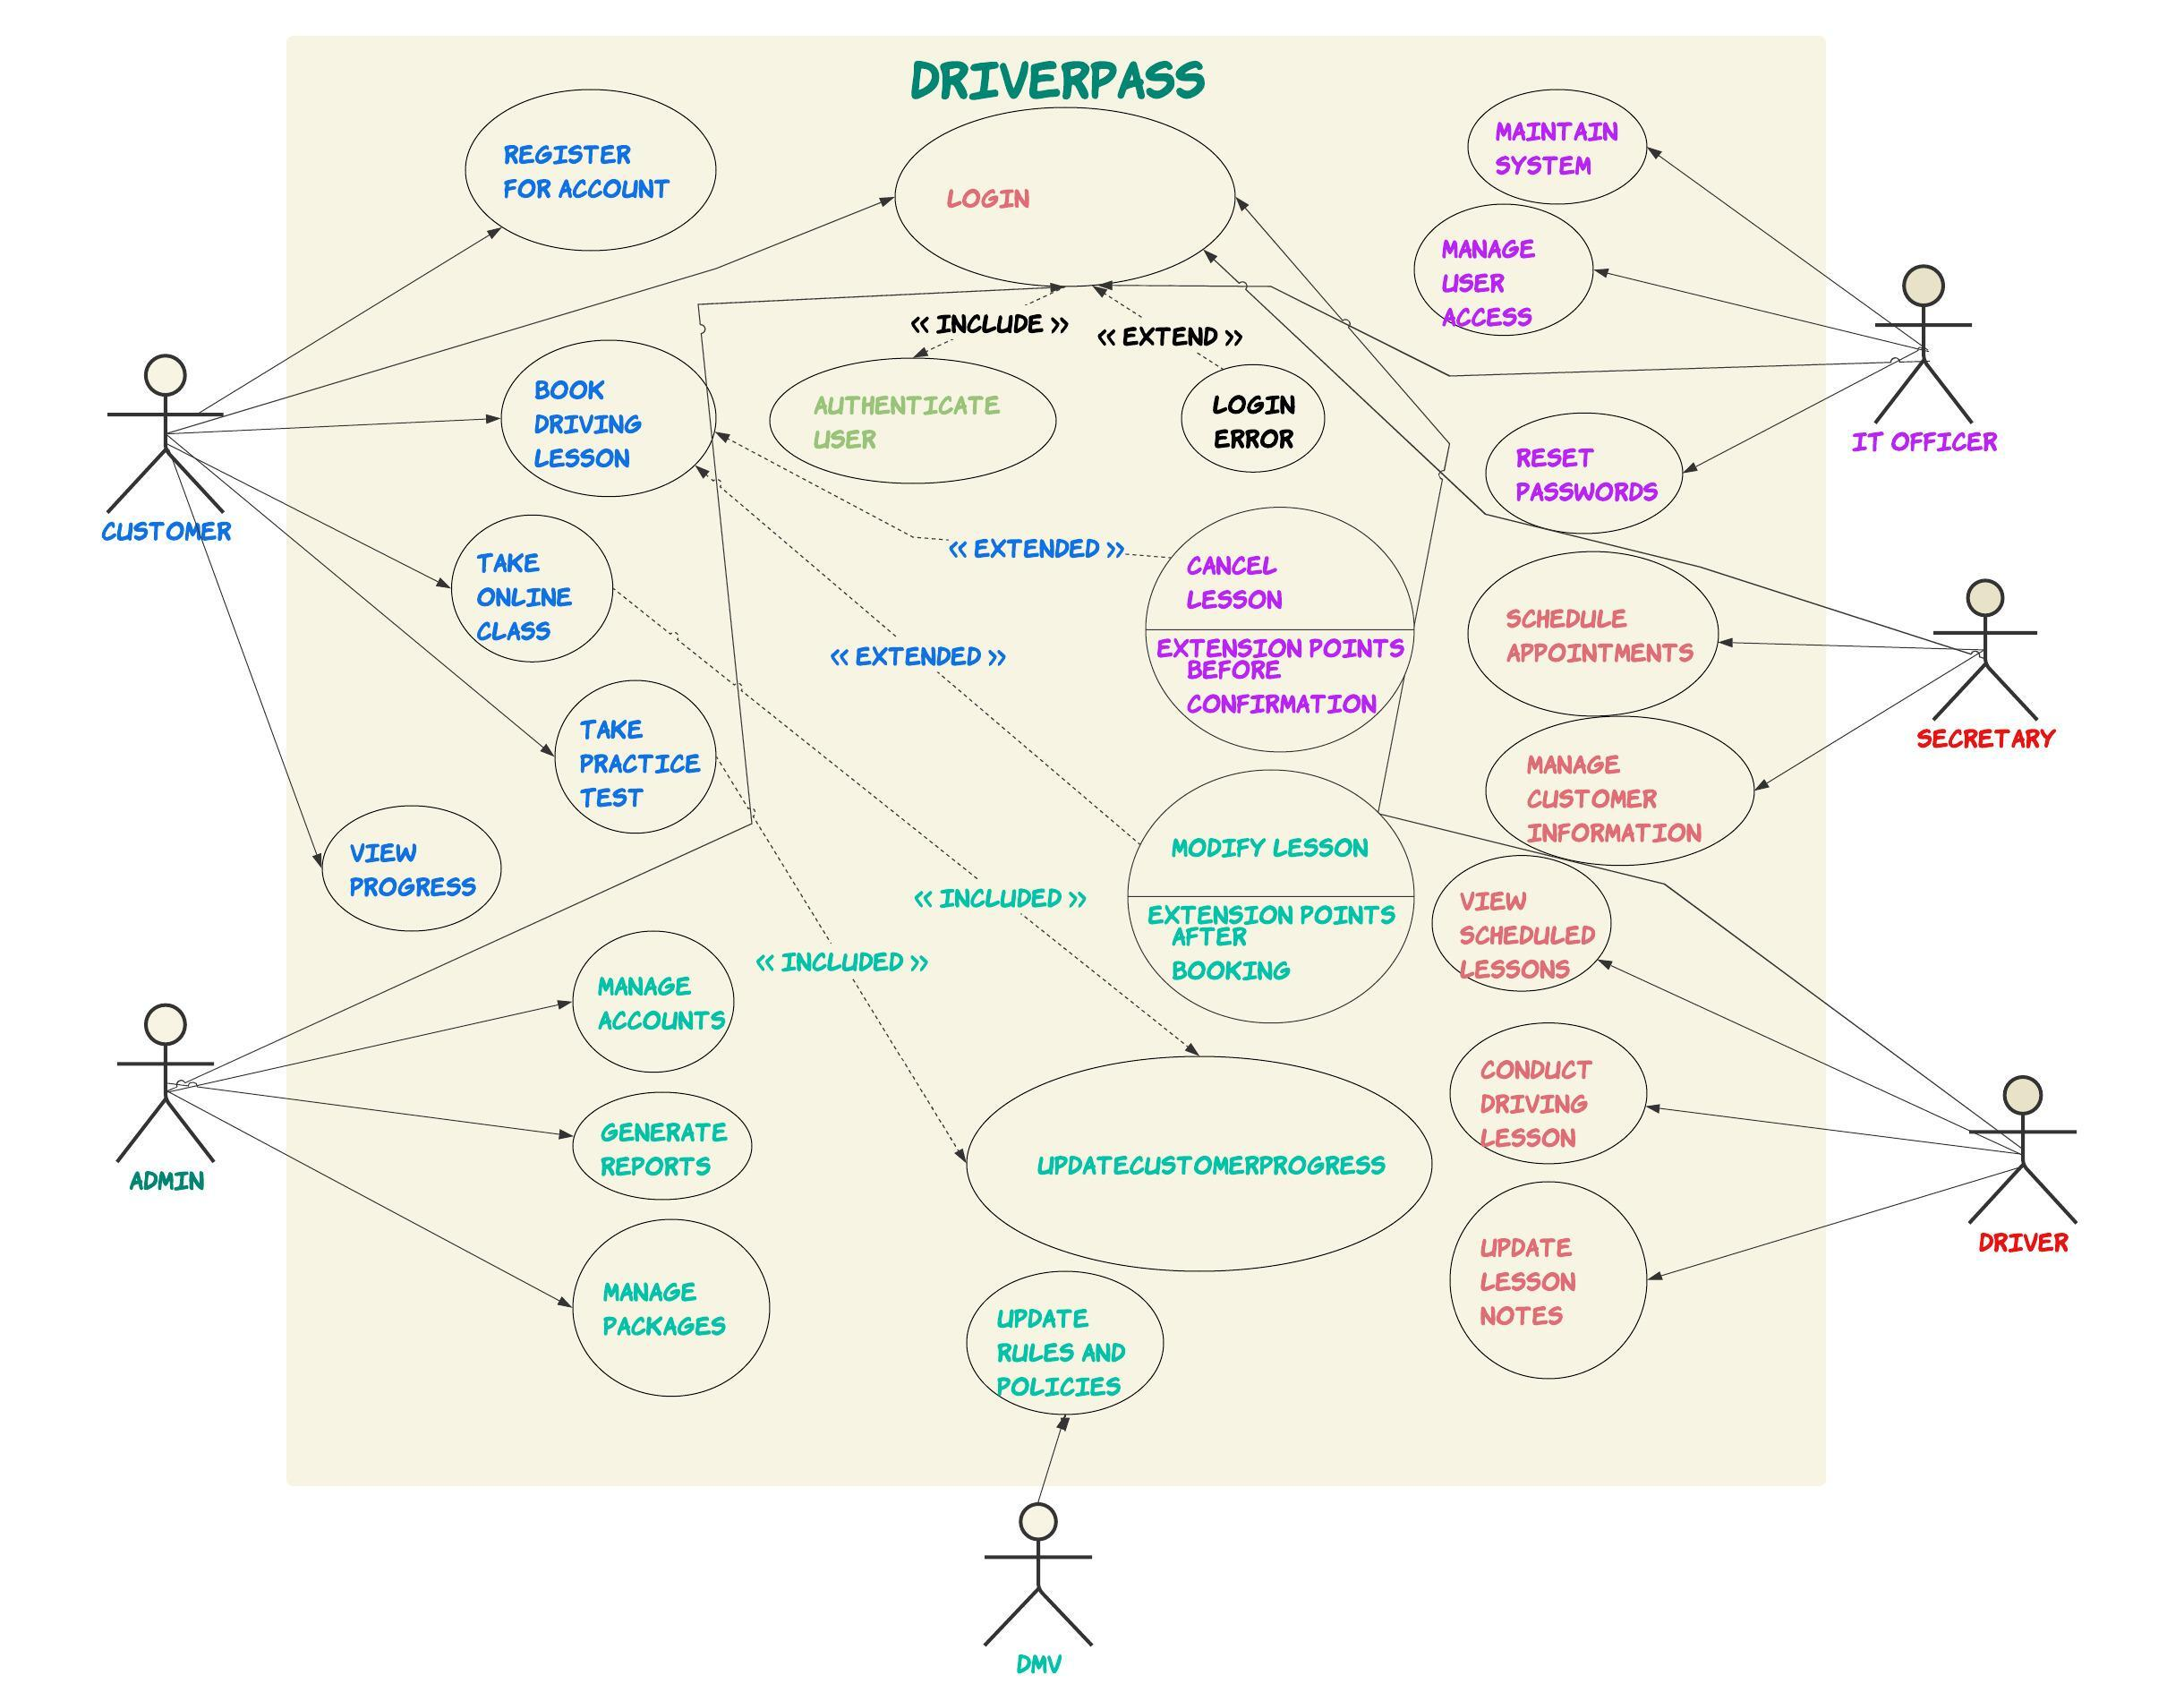 DRIVERPASS
REGISTER
FOR ACCOUNT
LOGIN
MAINTAIN
SYSTEM
MANAGE
USER
ACCESS
<< INCLUDE >>
<< EXTEND >>
BOOK
DRIVING
LESSON
AUTHENTICATE
USER
LOGIN
ERROR
IT OFFICER
RESET
PASSWORDS
CUSTOMER
<< EXTENDED >>
TAKE
ONLINE
CLASS
CANCEL
LESSON
EXTENSION POINTS
BEFORE
CONFIRMATION
SCHEDULE
APPOINTMENTS
<< EXTENDED >>
SECRETARY
TAKE
PRACTICE
TEST
MANAGE
CUSTOMER
INFORMATION
VIEW
PROGRESS
MODIFY LESSON
EXTENSION POINTS
AFTER
BOOKING
<< INCLUDED >>
VIEW
SCHEDULED
LESSONS
<< INCLUDED >>
MANAGE
ACCOUNTS
CONDUCT
DRIVING
LESSON
GENERATE
REPORTS
ADMIN
UPDATECUSTOMERPROGRESS
DRIVER
UPDATE
LESSON
NOTES
MANAGE
PACKAGES
UPDATE
RULES AND
POLICIES
DMV